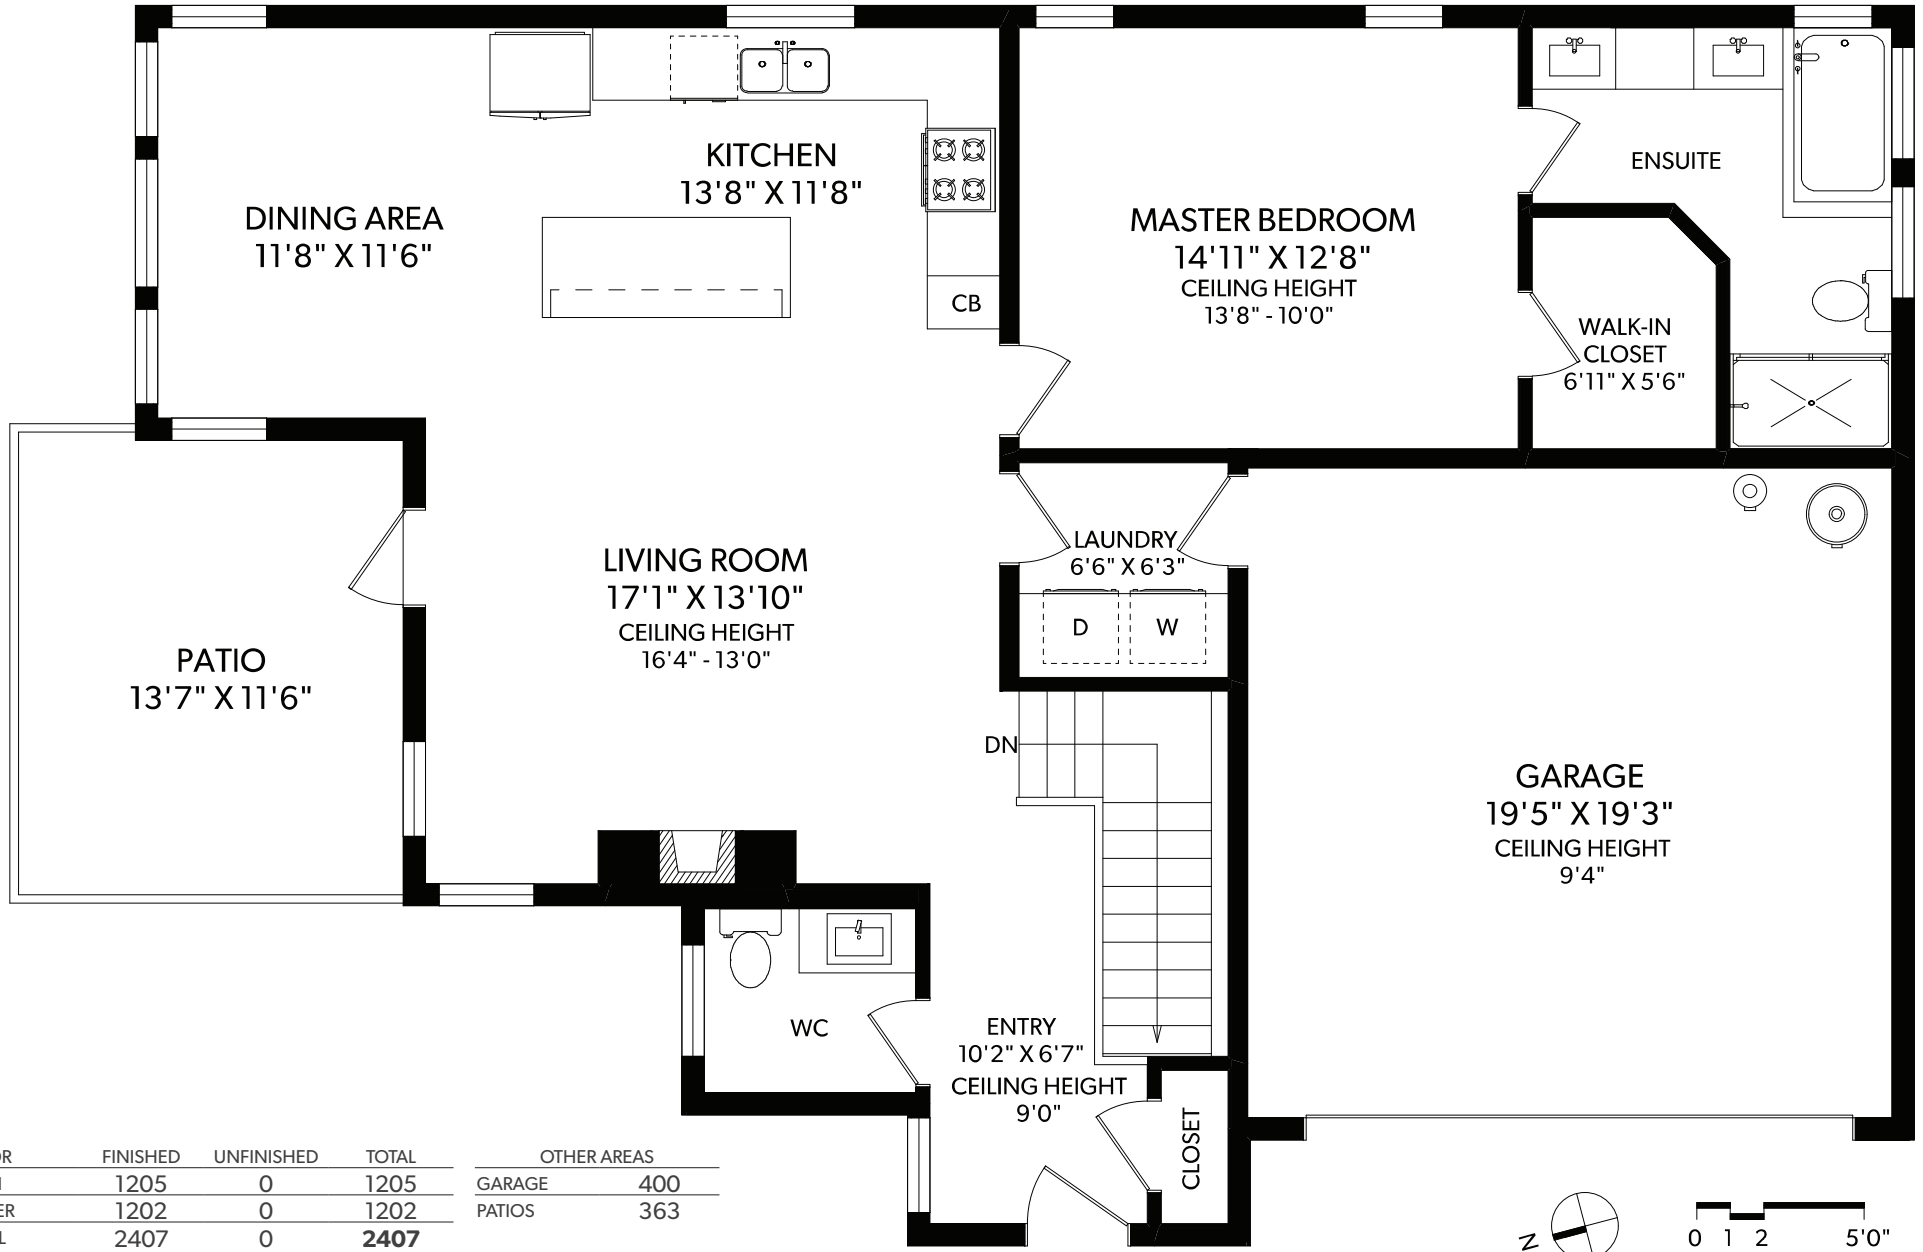 KITCHEN
13'8" X 11'8"
DINING AREA
11'8" X 11'6"
CB
MASTER BEDROOM
14'11" X 12'8"
CEILING HEIGHT
13'8" - 10'0"
ENSUITE
WALK-IN
CLOSET
6'11" X 5'6"
LIVING ROOM
17'1" X 13'10"
CEILING HEIGHT
16'4" - 13'0"
LAUNDRY
6'6" X 6'3"
D
W
PATIO
13'7" X 11'6"
DN
GARAGE
19'5" X 19'3"
CEILING HEIGHT
9'4"
WC
ENTRY
10'2" X 6'7"
CEILING HEIGHT
9'0"
CLOSET
FINISHED UNFINISHED TOTAL
1205 0 1205
1202 0 1202
2407 0 2407
OTHER AREAS
GARAGE 400
PATIOS 363
N
0 1 2 5'0"